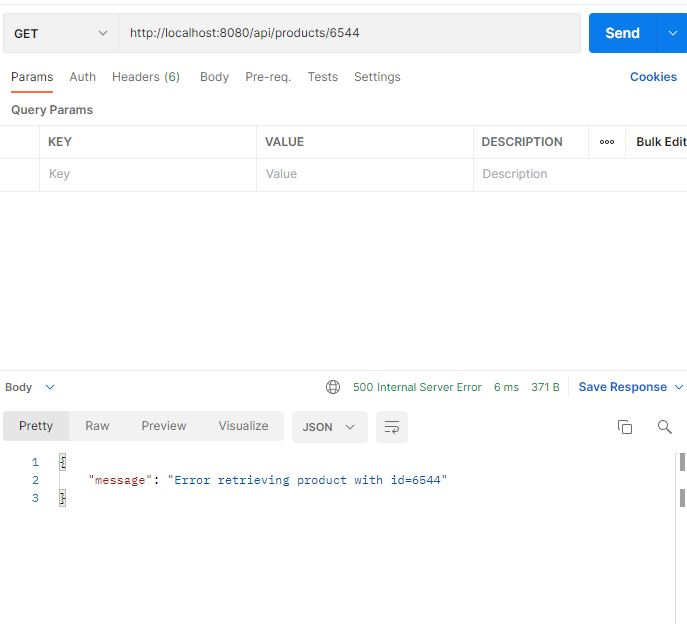 GET http://localhost:8080/api/products/6544 Send
Params Auth Headers (6) Body Pre-req. Tests Settings Cookies
Query Params
KEY VALUE DESCRIPTION ooo Bulk Edit
Key Value Description
Body 500 Internal Server Error 6 ms 371 B Save Response
Pretty Raw Preview Visualize JSON
1 {
2 "message": "Error retrieving product with id=6544"
3 }